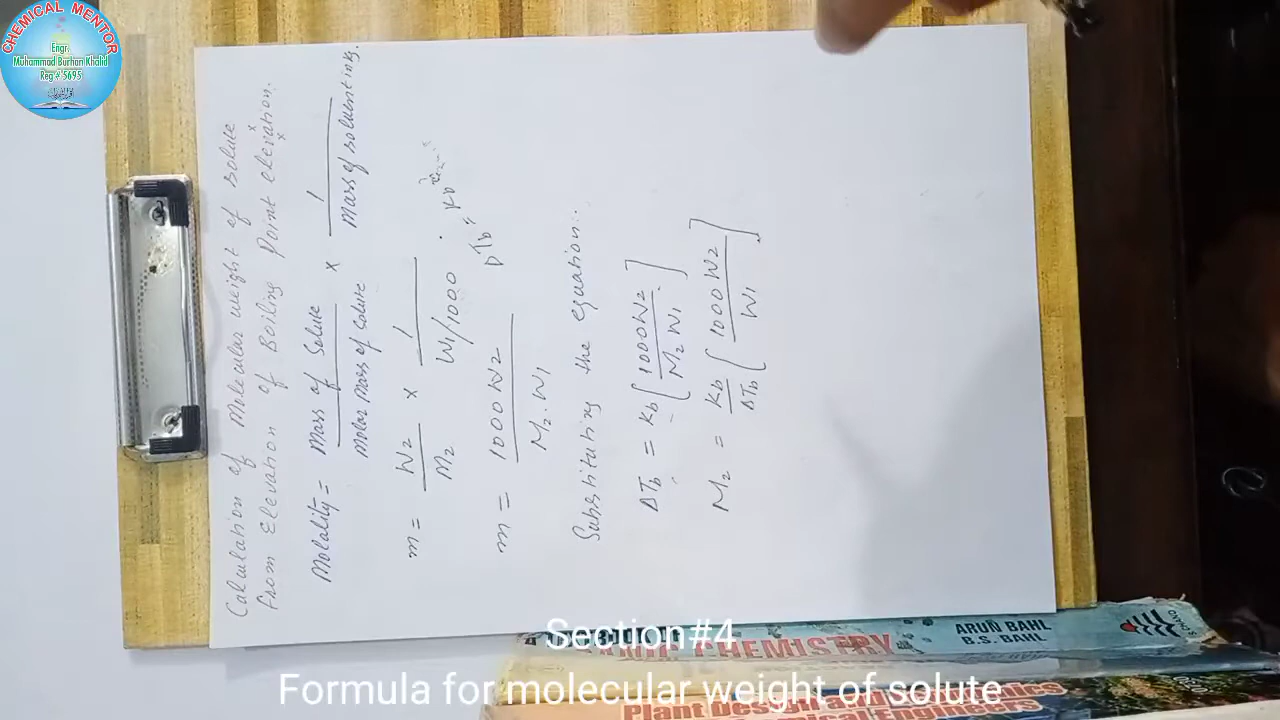 CHEMICAL MENTOR
Engr.
Muhammad Burhan Khalid
Reg # 5695
Calculation of Molecular weight of solute
from Elevation of Boiling Point elevation.
Molality = Mass of Solute / Molar Mass of Solute × 1 / Mass of solvent in kg.
m = W2 / M2 × 1 / W1/1000
ΔTb = Kb
m = 1000 W2 / M2 . W1
Substituting the equation...
ΔTb = Kb [ 1000 W2 / M2 W1 ]
M2 = Kb / ΔTb [ 1000 W2 / W1 ]
CHEMISTRY
ARUN BAHL
B.S. BAHL
S. CHAND
Plant Design and Economics
Chemical Engineers
Section#4
Formula for molecular weight of solute